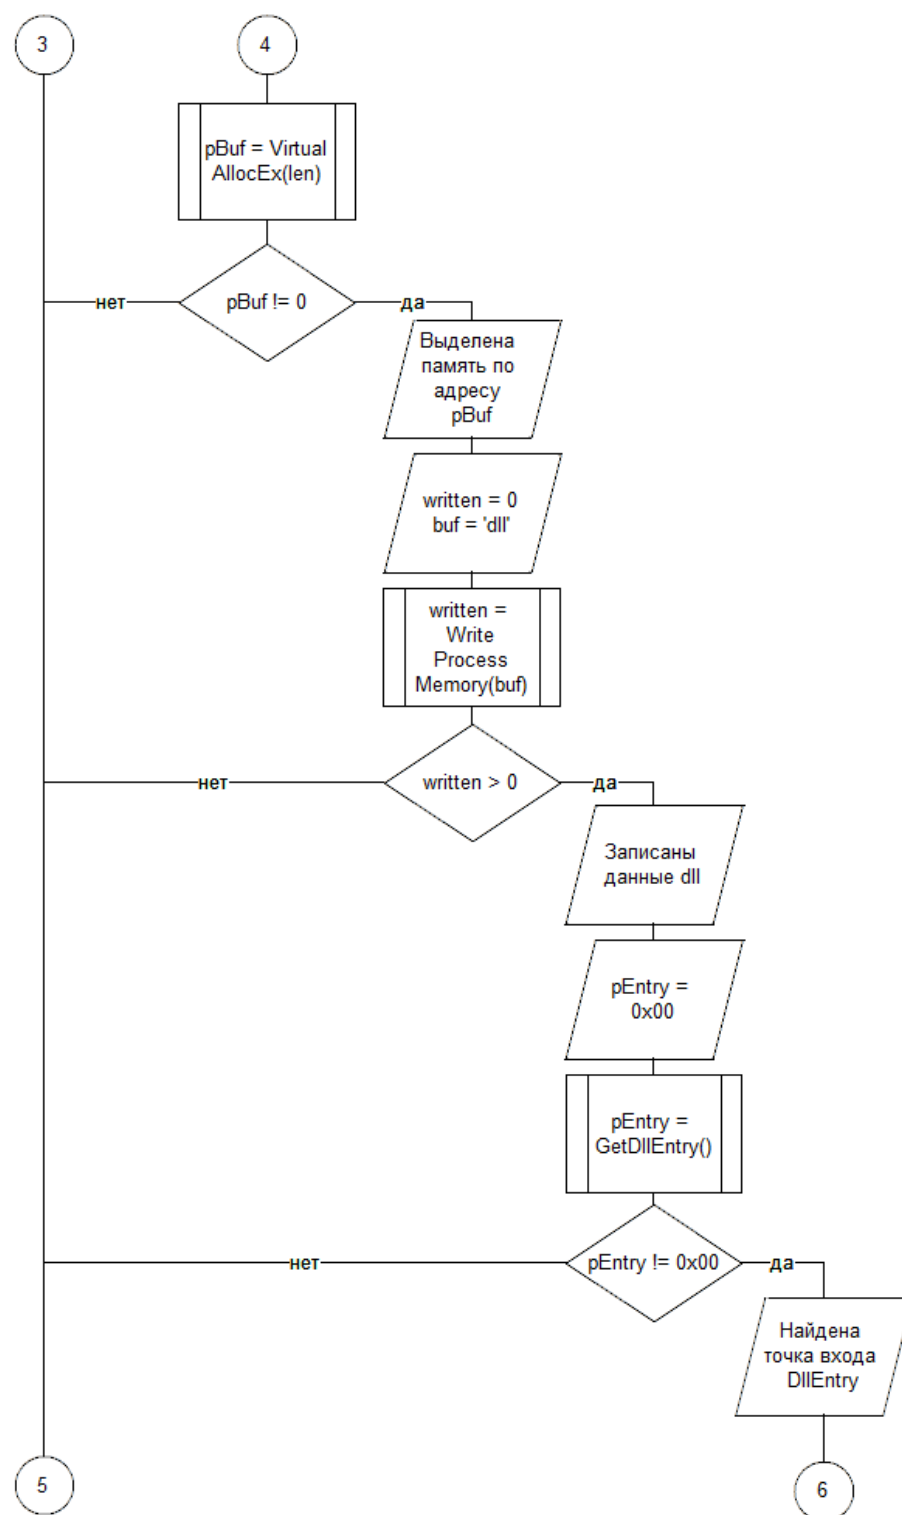 3
4
pBuf = Virtual
AllocEx(len)
нет
pBuf != 0
да
Выделена
память по
адресу
pBuf
written = 0
buf = 'dll'
written =
Write
Process
Memory(buf)
нет
written > 0
да
Записаны
данные dll
pEntry =
0x00
pEntry =
GetDllEntry()
нет
pEntry != 0x00
да
Найдена
точка входа
DllEntry
5
6